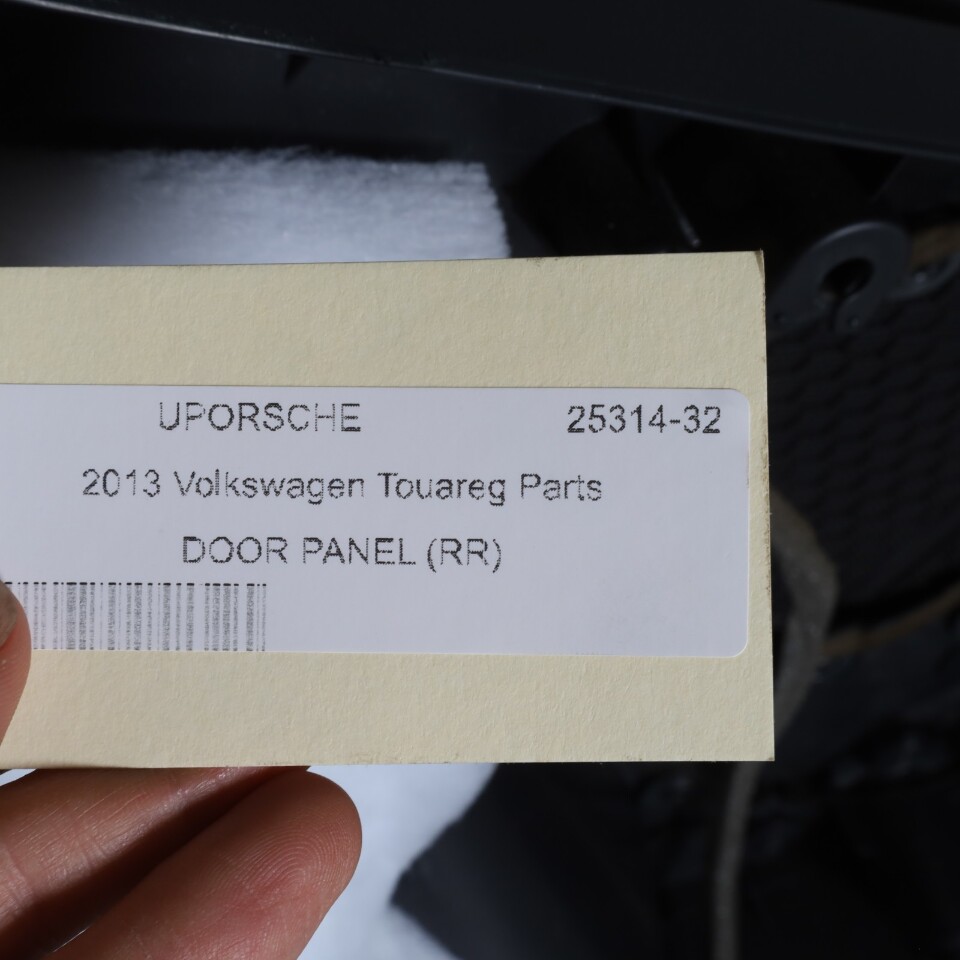 UPORSCHE 25314-32
2013 Volkswagen Touareg Parts
DOOR PANEL (RR)